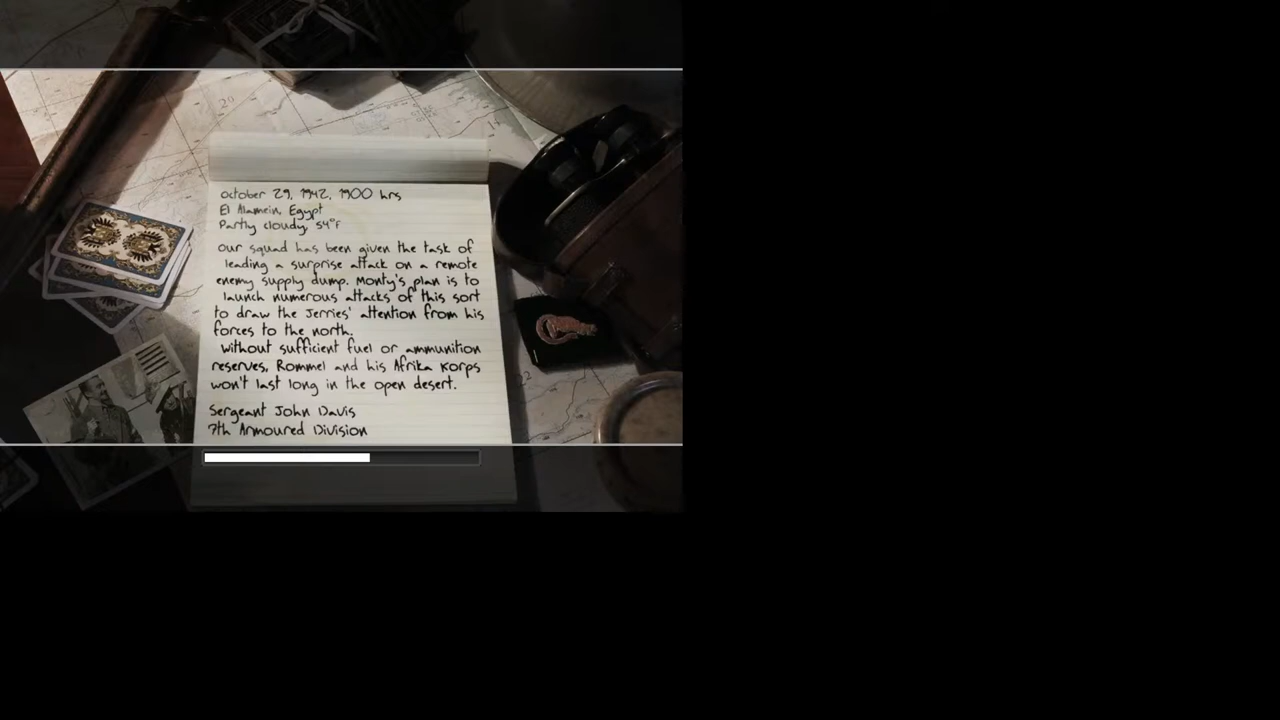 October 29, 1942, 1900 hrs
El Alamein, Egypt
Partly cloudy, 54°F
Our squad has been given the task of
leading a surprise attack on a remote
enemy supply dump. Monty's plan is to
launch numerous attacks of this sort
to draw the Jerries' attention from his
forces to the north.
Without sufficient fuel or ammunition
reserves, Rommel and his Afrika Korps
won't last long in the open desert.
Sergeant John Davis
7th Armoured Division